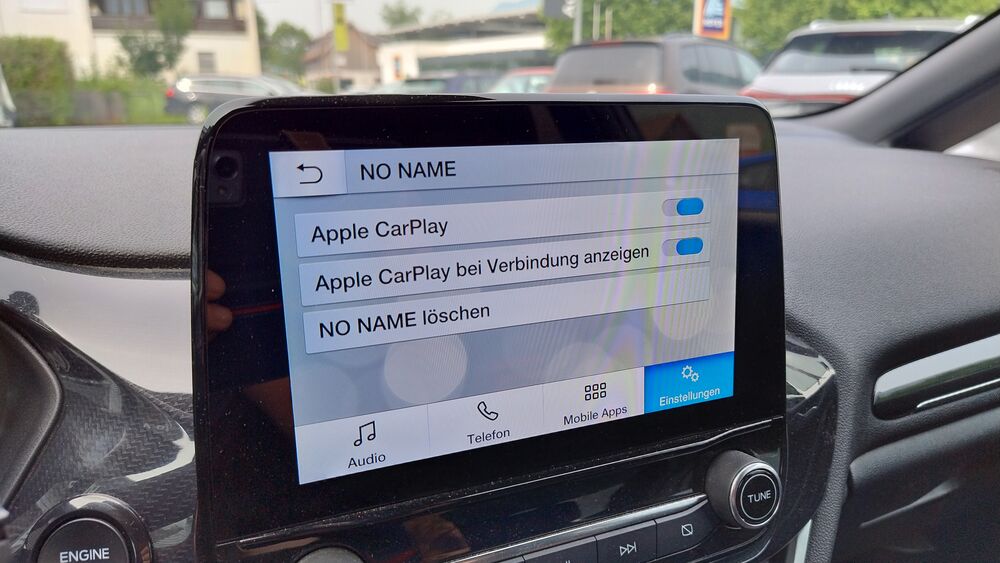 NO NAME
Apple CarPlay
Apple CarPlay bei Verbindung anzeigen
NO NAME löschen
Audio
Telefon
Mobile Apps
Einstellungen
TUNE
ENGINE